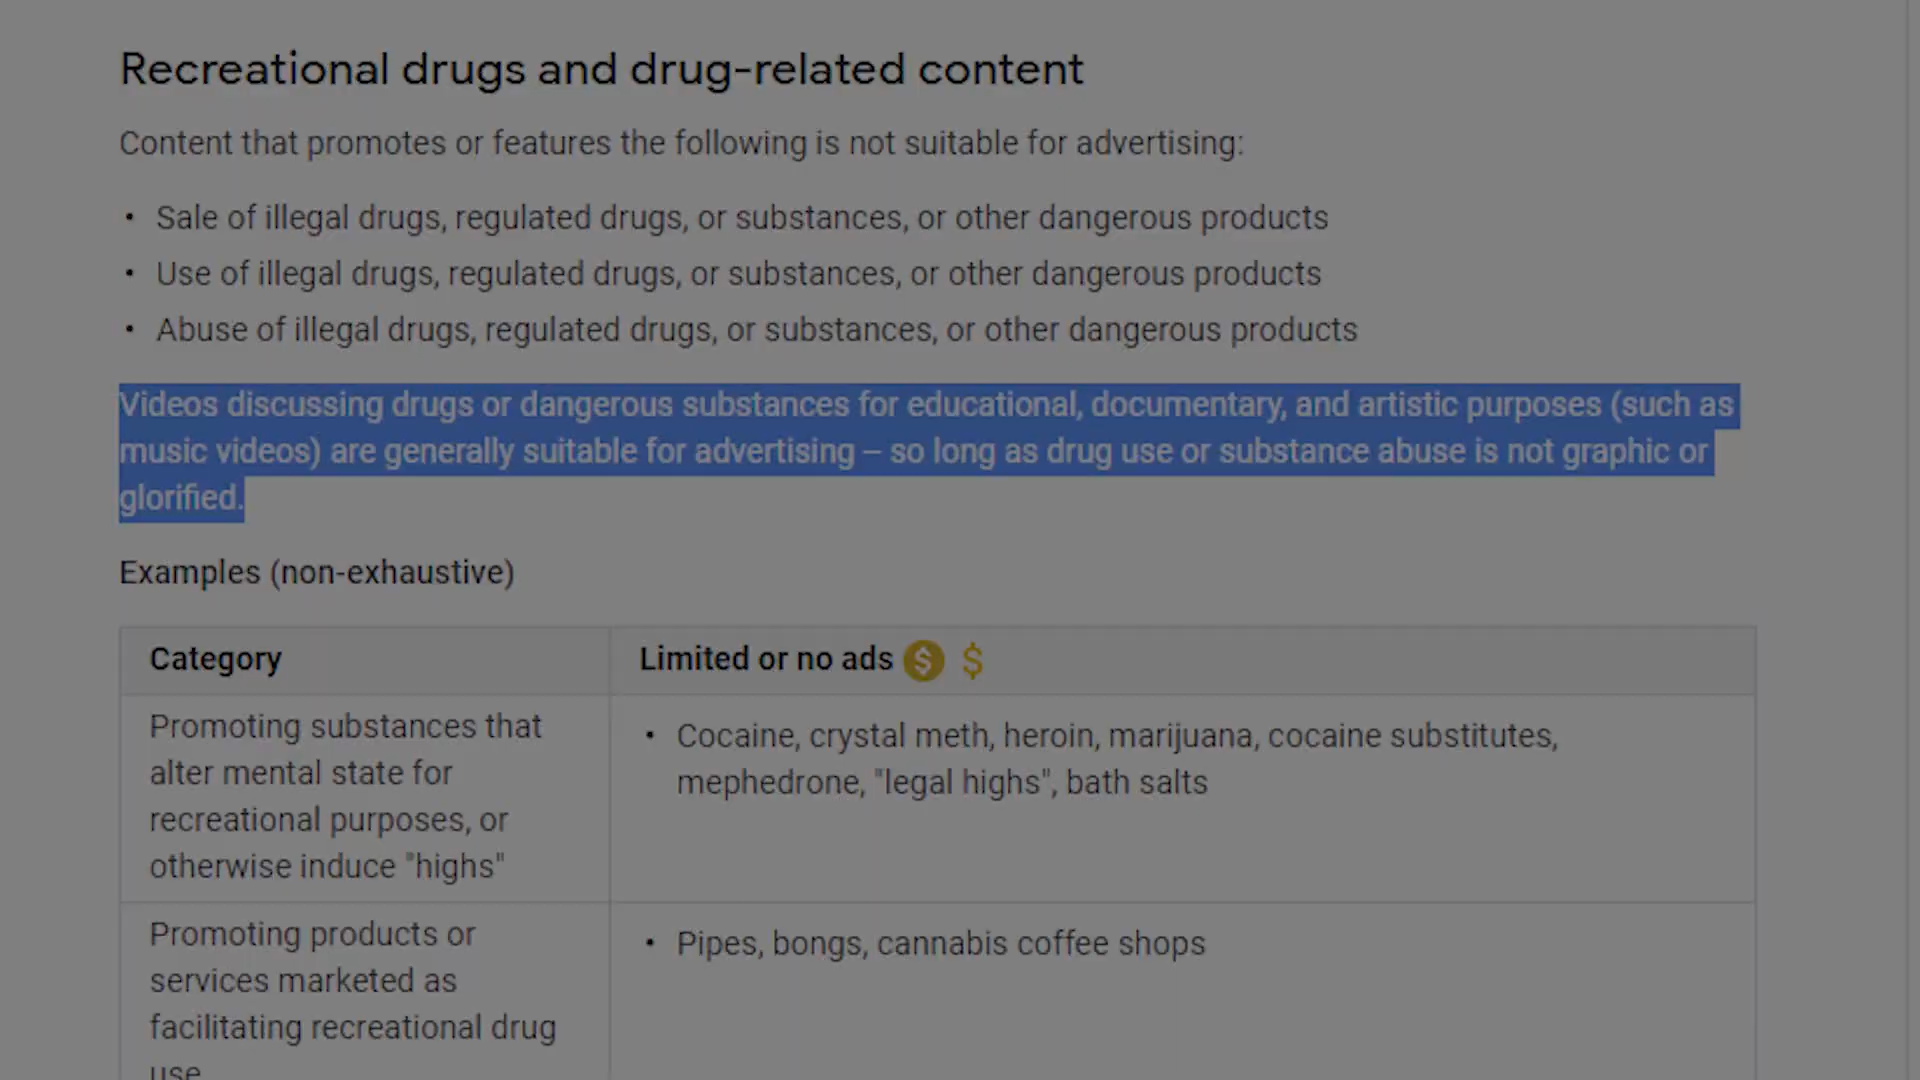 Recreational drugs and drug-related content
Content that promotes or features the following is not suitable for advertising:
• Sale of illegal drugs, regulated drugs, or substances, or other dangerous products
• Use of illegal drugs, regulated drugs, or substances, or other dangerous products
• Abuse of illegal drugs, regulated drugs, or substances, or other dangerous products
Videos discussing drugs or dangerous substances for educational, documentary, and artistic purposes (such as
music videos) are generally suitable for advertising – so long as drug use or substance abuse is not graphic or
glorified.
Examples (non-exhaustive)
Category
Limited or no ads $ $
Promoting substances that
alter mental state for
recreational purposes, or
otherwise induce "highs"
• Cocaine, crystal meth, heroin, marijuana, cocaine substitutes,
mephedrone, "legal highs", bath salts
Promoting products or
services marketed as
facilitating recreational drug
use
• Pipes, bongs, cannabis coffee shops